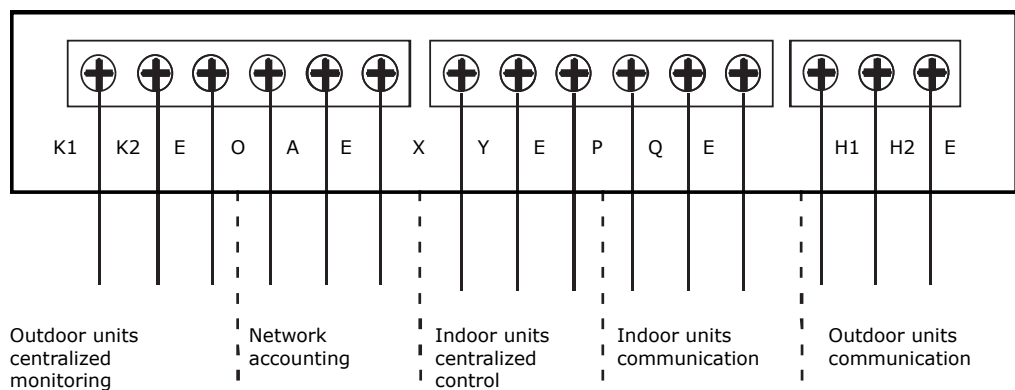 K1 K2 E O A E X Y E P Q E H1 H2 E
Outdoor units
centralized
monitoring
Network
accounting
Indoor units
centralized
control
Indoor units
communication
Outdoor units
communication